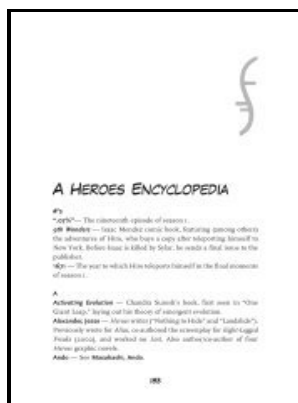 A HEROES ENCYCLOPEDIA
#'s
".07%" — The nineteenth episode of season 1.
9th Wonders — Isaac Mendez comic book, featuring (among others)
the adventures of Hiro, who buys a copy after teleporting himself to
New York. Before Isaac is killed by Sylar, he sends a final issue to the
publisher.
1671 — The year to which Hiro teleports himself in the final moments
of season 1.
A
Activating Evolution — Chandra Suresh's book, first seen in "One
Giant Leap," laying out his theory of emergent evolution.
Alexander, Jesse — Heroes writer ("Nothing to Hide" and "Landslide").
Previously wrote for Alias, co-authored the screenplay for Eight Legged
Freaks (2002), and worked on Lost. Also author/co-author of four
Heroes graphic novels.
Ando — See Masahashi, Ando.